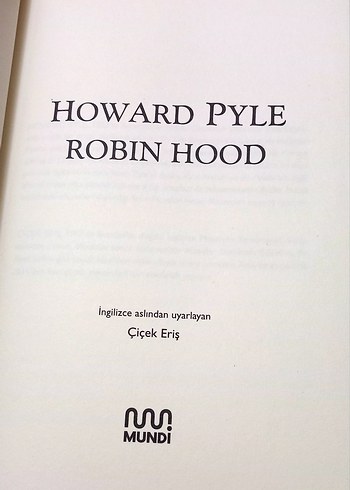 HOWARD PYLE
ROBIN HOOD
İngilizce aslından uyarlayan
Çiçek Eriş
MUNDİ